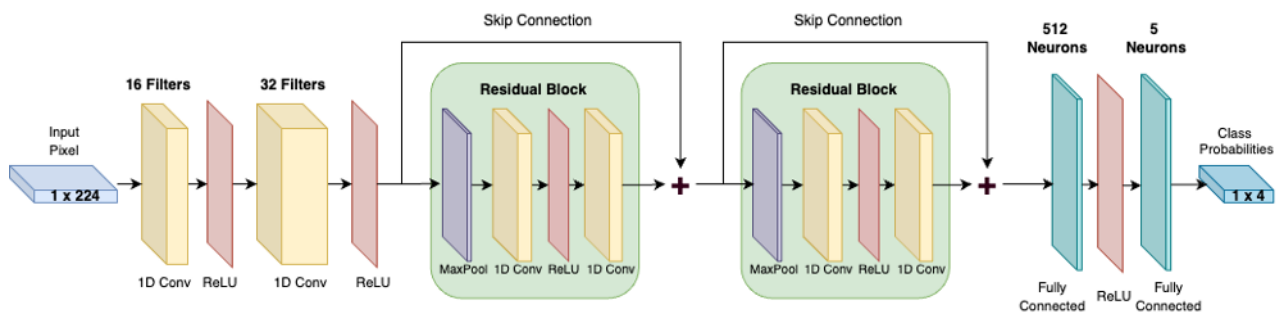 Skip Connection
Skip Connection
512
Neurons
5
Neurons
16 Filters
32 Filters
Residual Block
Residual Block
Input
Pixel
Class
Probabilities
1 x 224
+
+
1 x 4
MaxPool
1D Conv
ReLU
1D Conv
MaxPool
1D Conv
ReLU
1D Conv
1D Conv
ReLU
1D Conv
ReLU
Fully
Connected
ReLU
Fully
Connected